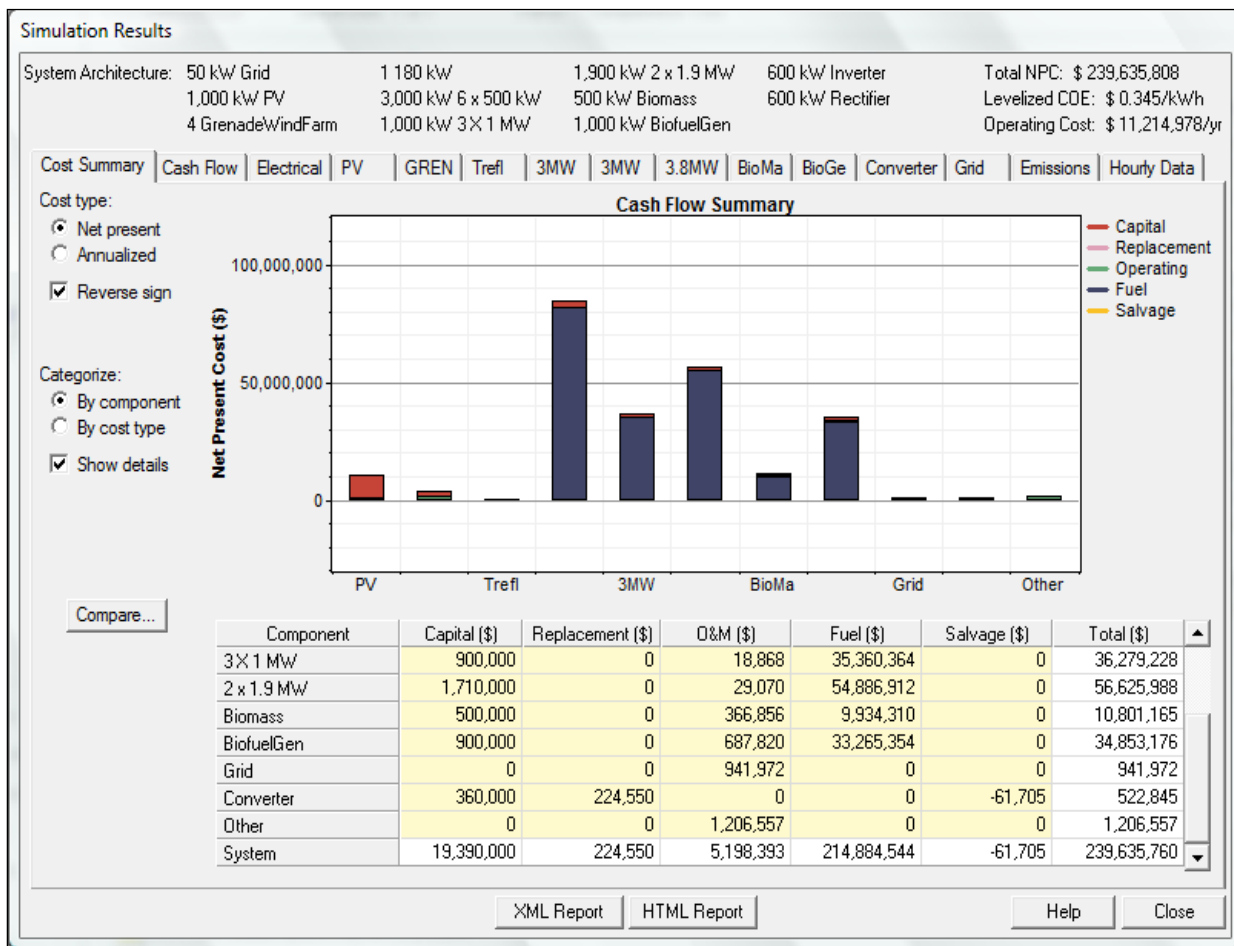 Simulation Results
System Architecture: 50 kW Grid 1 180 kW 1,900 kW 2 x 1.9 MW 600 kW Inverter Total NPC: $ 239,635,808
1,000 kW PV 3,000 kW 6 x 500 kW 500 kW Biomass 600 kW Rectifier Levelized COE: $ 0.345/kWh
4 GrenadeWindFarm 1,000 kW 3 X 1 MW 1,000 kW BiofuelGen Operating Cost: $ 11,214,978/yr
Cost Summary Cash Flow Electrical PV GREN Trefl 3MW 3MW 3.8MW BioMa BioGe Converter Grid Emissions Hourly Data
Cost type:
Net present
Annualized
Reverse sign
Categorize:
By component
By cost type
Show details
Compare...
Cash Flow Summary
Net Present Cost ($)
100,000,000
50,000,000
0
PV Trefl 3MW BioMa Grid Other
Capital
Replacement
Operating
Fuel
Salvage
Component Capital ($) Replacement ($) O&M ($) Fuel ($) Salvage ($) Total ($)
3 X 1 MW 900,000 0 18,868 35,360,364 0 36,279,228
2 x 1.9 MW 1,710,000 0 29,070 54,886,912 0 56,625,988
Biomass 500,000 0 366,856 9,934,310 0 10,801,165
BiofuelGen 900,000 0 687,820 33,265,354 0 34,853,176
Grid 0 0 941,972 0 0 941,972
Converter 360,000 224,550 0 0 -61,705 522,845
Other 0 0 1,206,557 0 0 1,206,557
System 19,390,000 224,550 5,198,393 214,884,544 -61,705 239,635,760
XML Report HTML Report Help Close